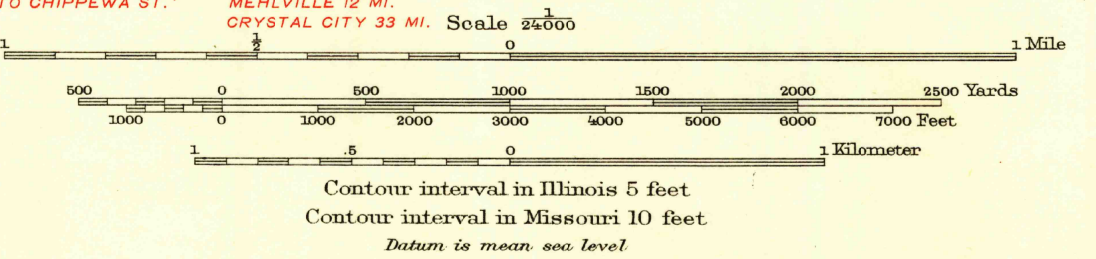 TO CHIPPEWA ST. MEHLVILLE 12 MI.
CRYSTAL CITY 33 MI. Scale 1/24000
1 1/2 0 1 Mile
500 0 500 1000 1500 2000 2500 Yards
1000 0 1000 2000 3000 4000 5000 6000 7000 Feet
1 .5 0 1 Kilometer
Contour interval in Illinois 5 feet
Contour interval in Missouri 10 feet
Datum is mean sea level